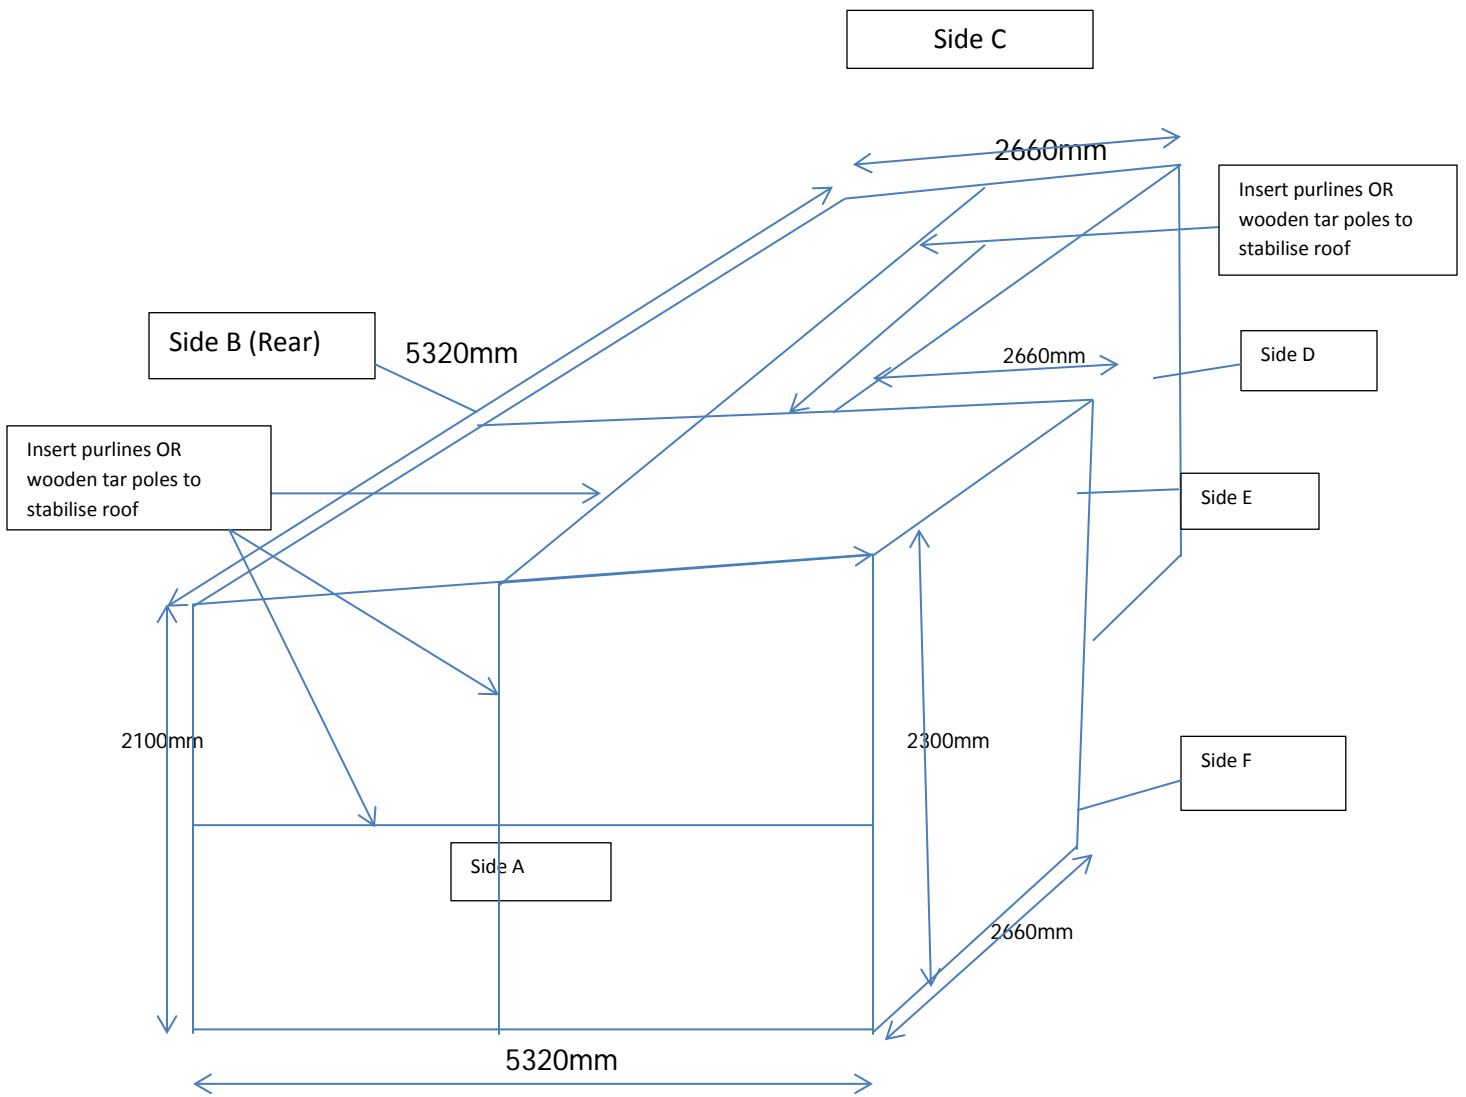 Side C
2660mm
Insert purlines OR
wooden tar poles to
stabilise roof
Side B (Rear)
5320mm
2660mm
Side D
Insert purlines OR
wooden tar poles to
stabilise roof
Side E
2100mm
2300mm
Side F
Side A
2660mm
5320mm